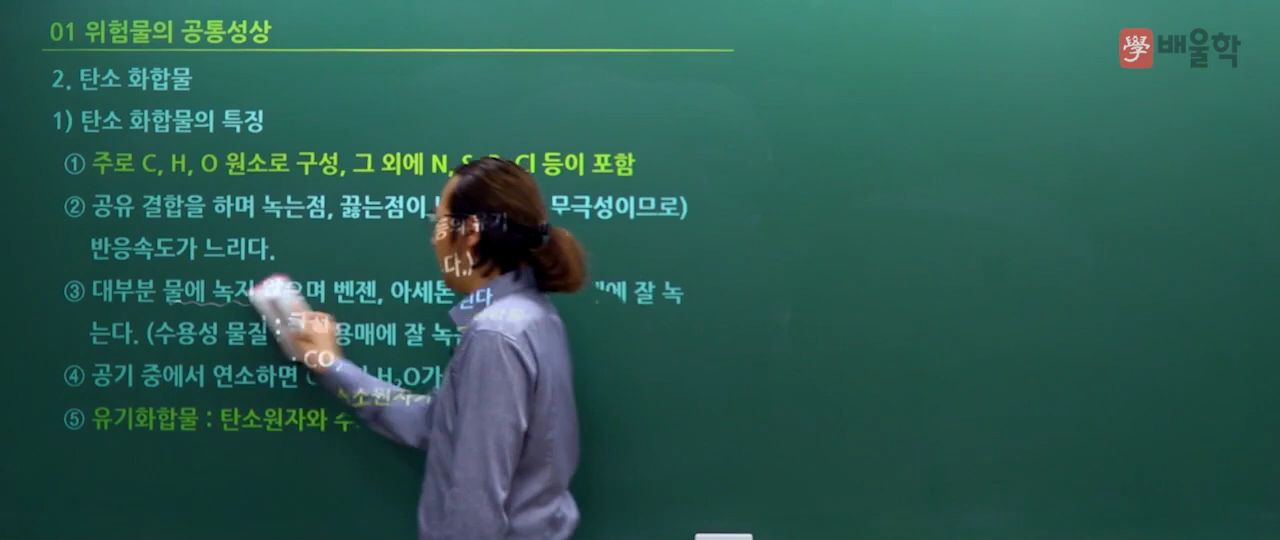 01 위험물의 공통성상
學 배울학
2. 탄소 화합물
1) 탄소 화합물의 특징
① 주로 C, H, O 원소로 구성, 그 외에 N, Cl 등이 포함
② 공유 결합을 하며 녹는점, 끓는점이 무극성이므로)
반응속도가 느리다.
③ 대부분 물에 녹지 벤젠, 아세톤 잘 녹
는다. (수용성 물질 : 극성 용매에 잘
④ 공기 중에서 연소하면 H₂O가
⑤ 유기화합물 : 탄소원자와